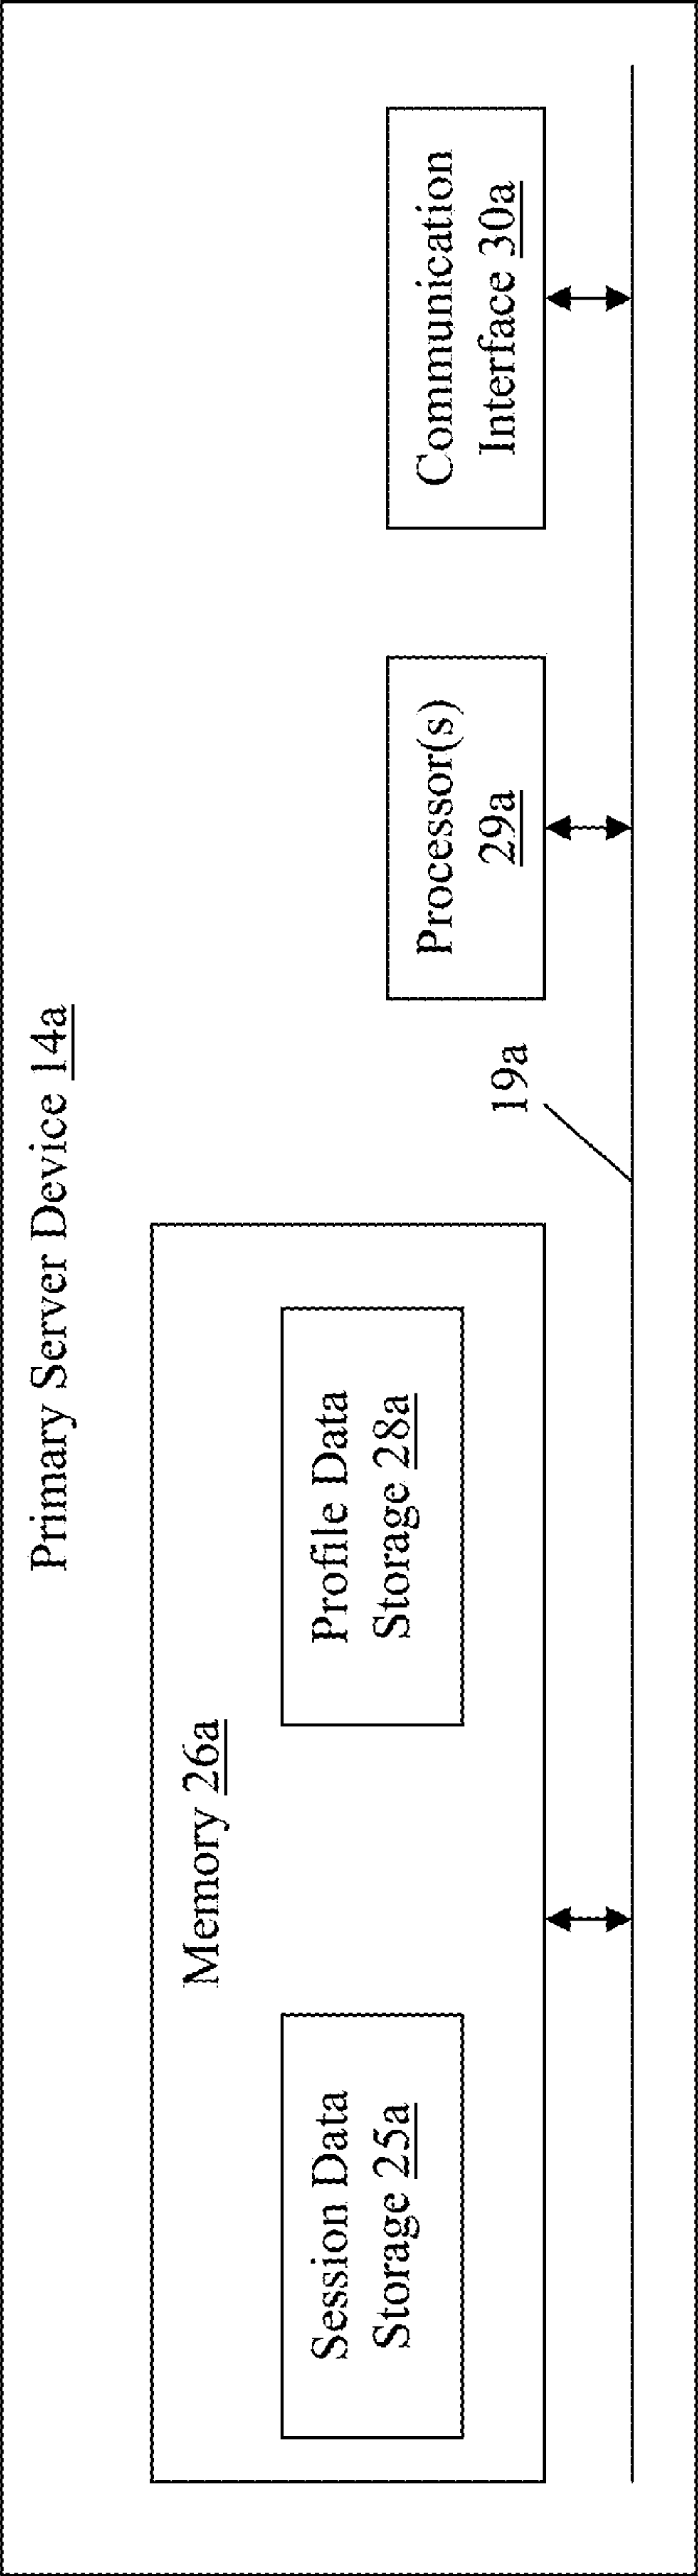 Primary Server Device 14a
Memory 26a
Session Data
Storage 25a
Profile Data
Storage 28a
19a
Processor(s)
29a
Communication
Interface 30a